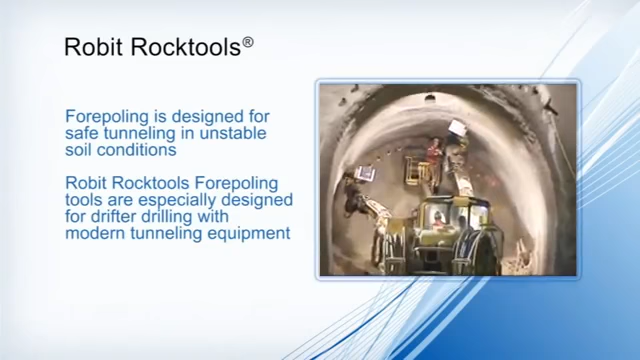 Robit Rocktools®
Forepoling is designed for
safe tunneling in unstable
soil conditions
Robit Rocktools Forepoling
tools are especially designed
for drifter drilling with
modern tunneling equipment